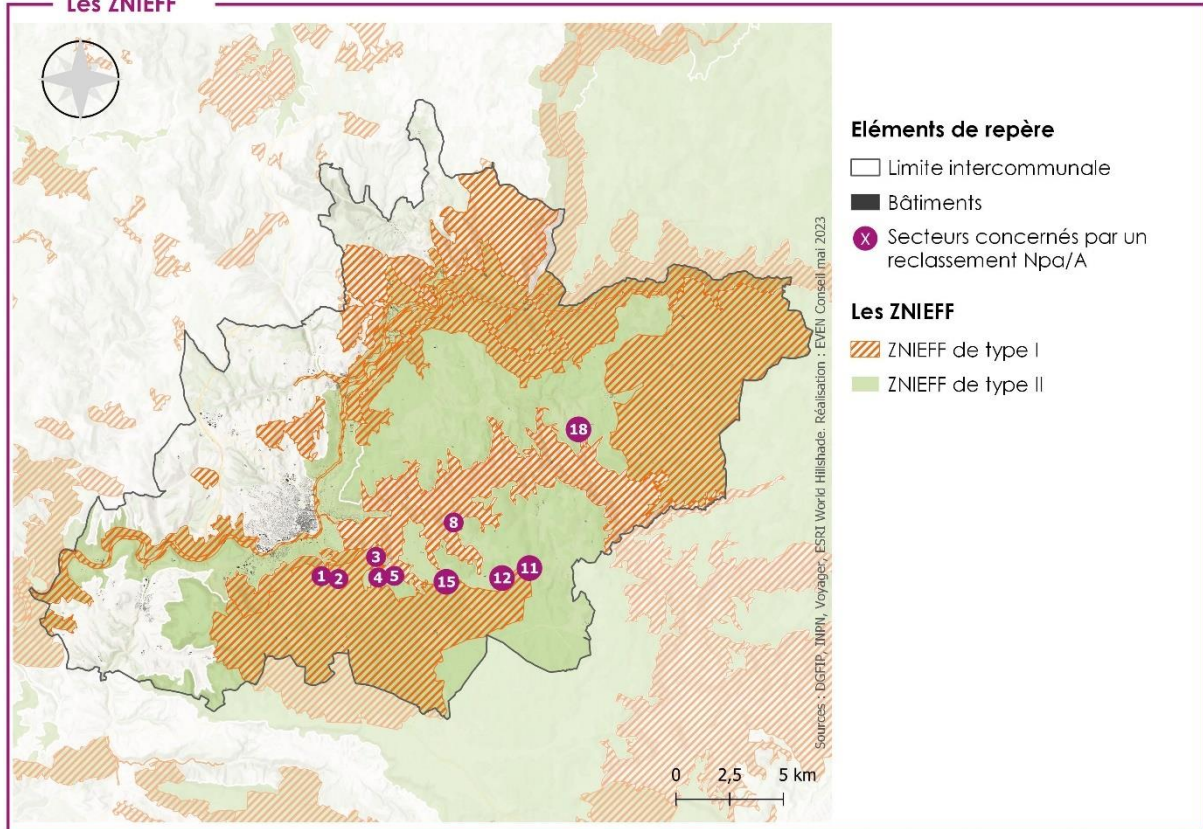 Les ZNIEFF
Eléments de repère
Limite intercommunale
Bâtiments
X Secteurs concernés par un
reclassement Npa/A
Les ZNIEFF
ZNIEFF de type I
ZNIEFF de type II
18
8
3
11
1
2
4
5
15
12
Sources : DGFIP, INPN, Voyager, ESRI World Hillshade. Réalisation : EVEN Conseil mai 2023
0 2,5 5 km